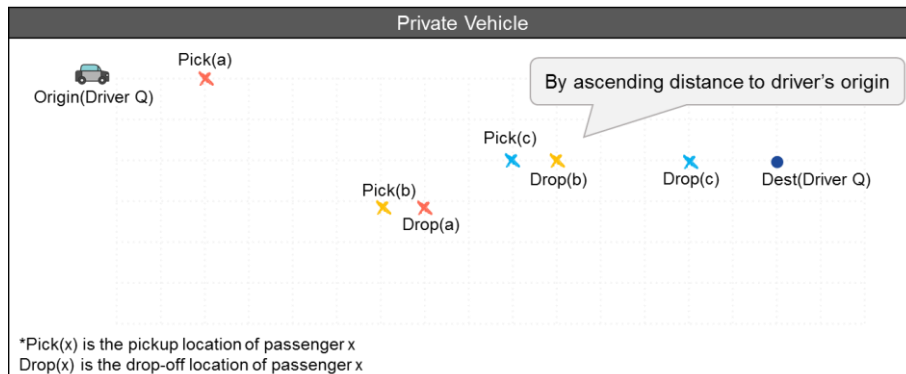 Private Vehicle
Pick(a)
Origin(Driver Q)
By ascending distance to driver's origin
Pick(c)
Drop(b)
Drop(c)
Dest(Driver Q)
Pick(b)
Drop(a)
*Pick(x) is the pickup location of passenger x
Drop(x) is the drop-off location of passenger x